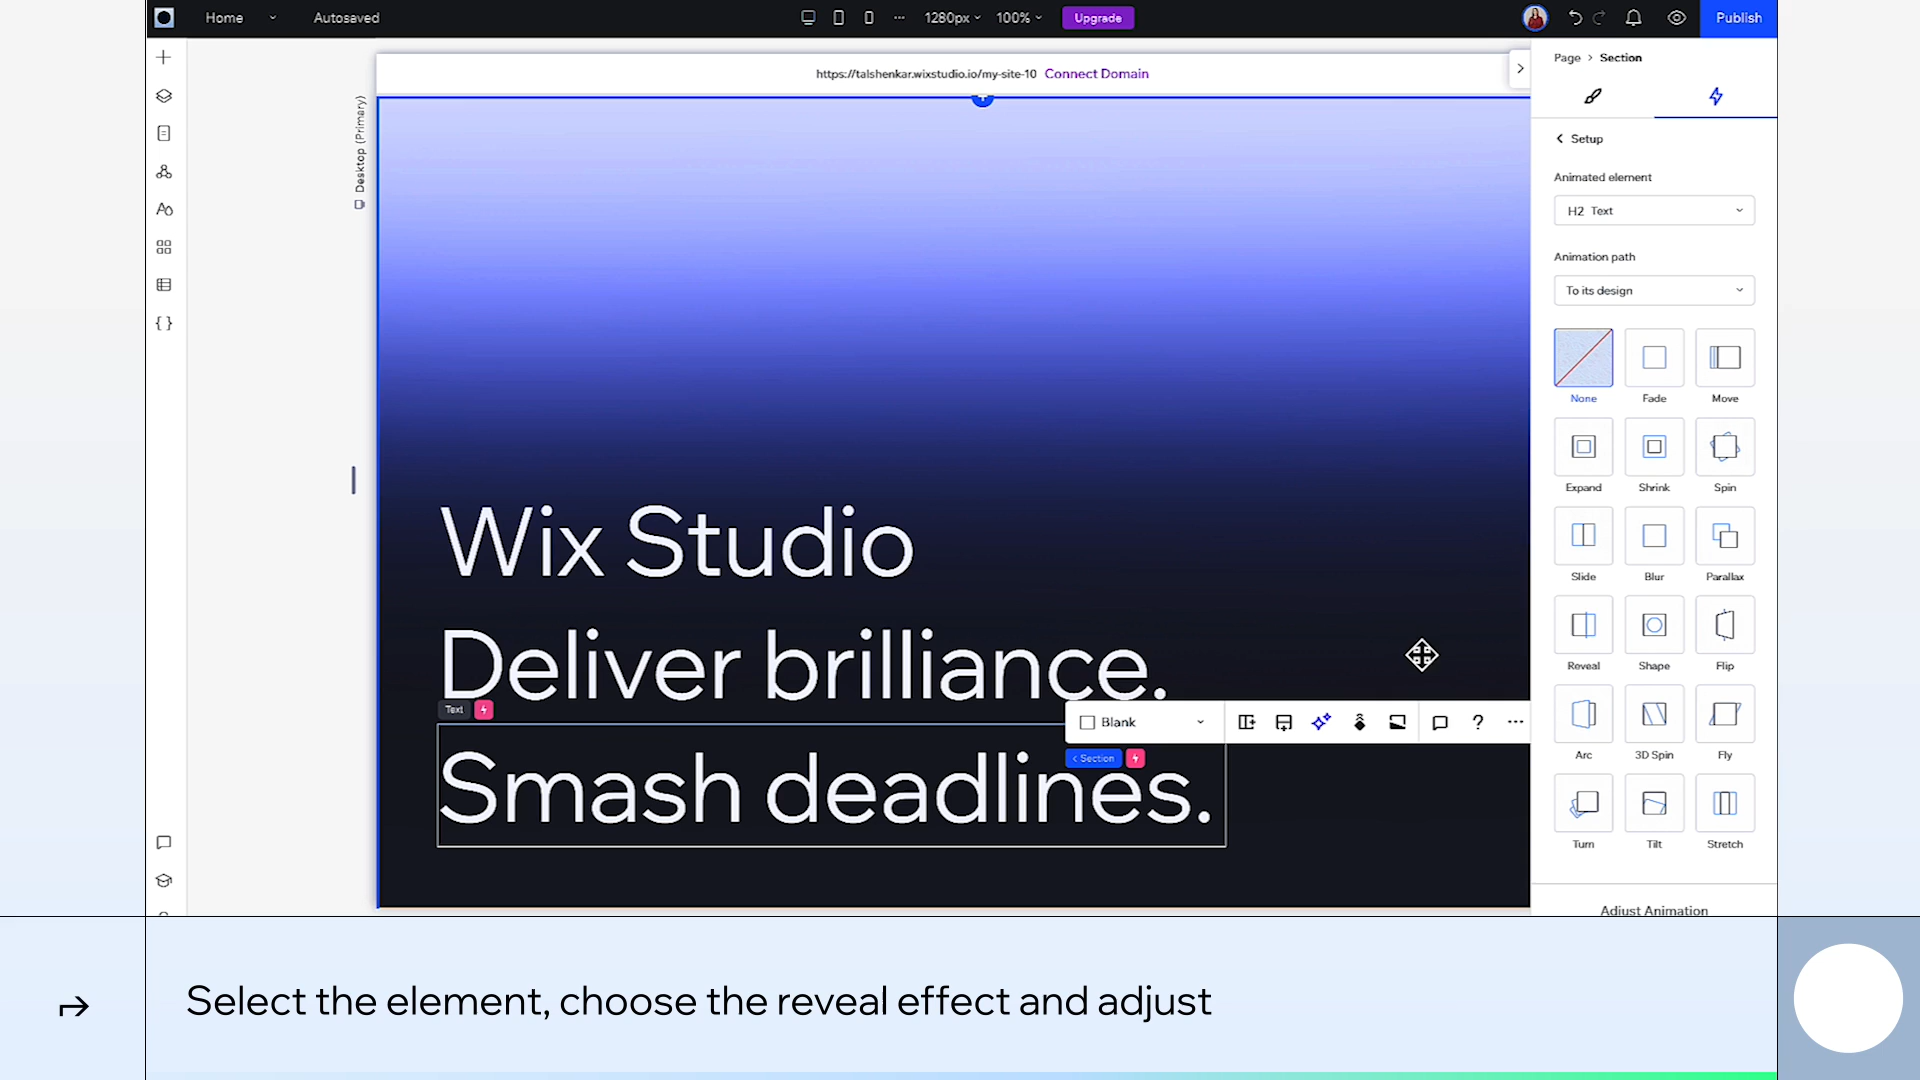 Home
Autosaved
1280px
100%
Upgrade
Publish
https://talshenkar.wixstudio.io/my-site-10 Connect Domain
Desktop (Primary)
Page > Section
Setup
Animated element
H2 Text
Animation path
To its design
None
Fade
Move
Expand
Shrink
Spin
Slide
Blur
Parallax
Reveal
Shape
Flip
Arc
3D Spin
Fly
Turn
Tilt
Stretch
Adjust Animation
Wix Studio
Deliver brilliance.
Text
Blank
?
< Section
Smash deadlines.
Select the element, choose the reveal effect and adjust